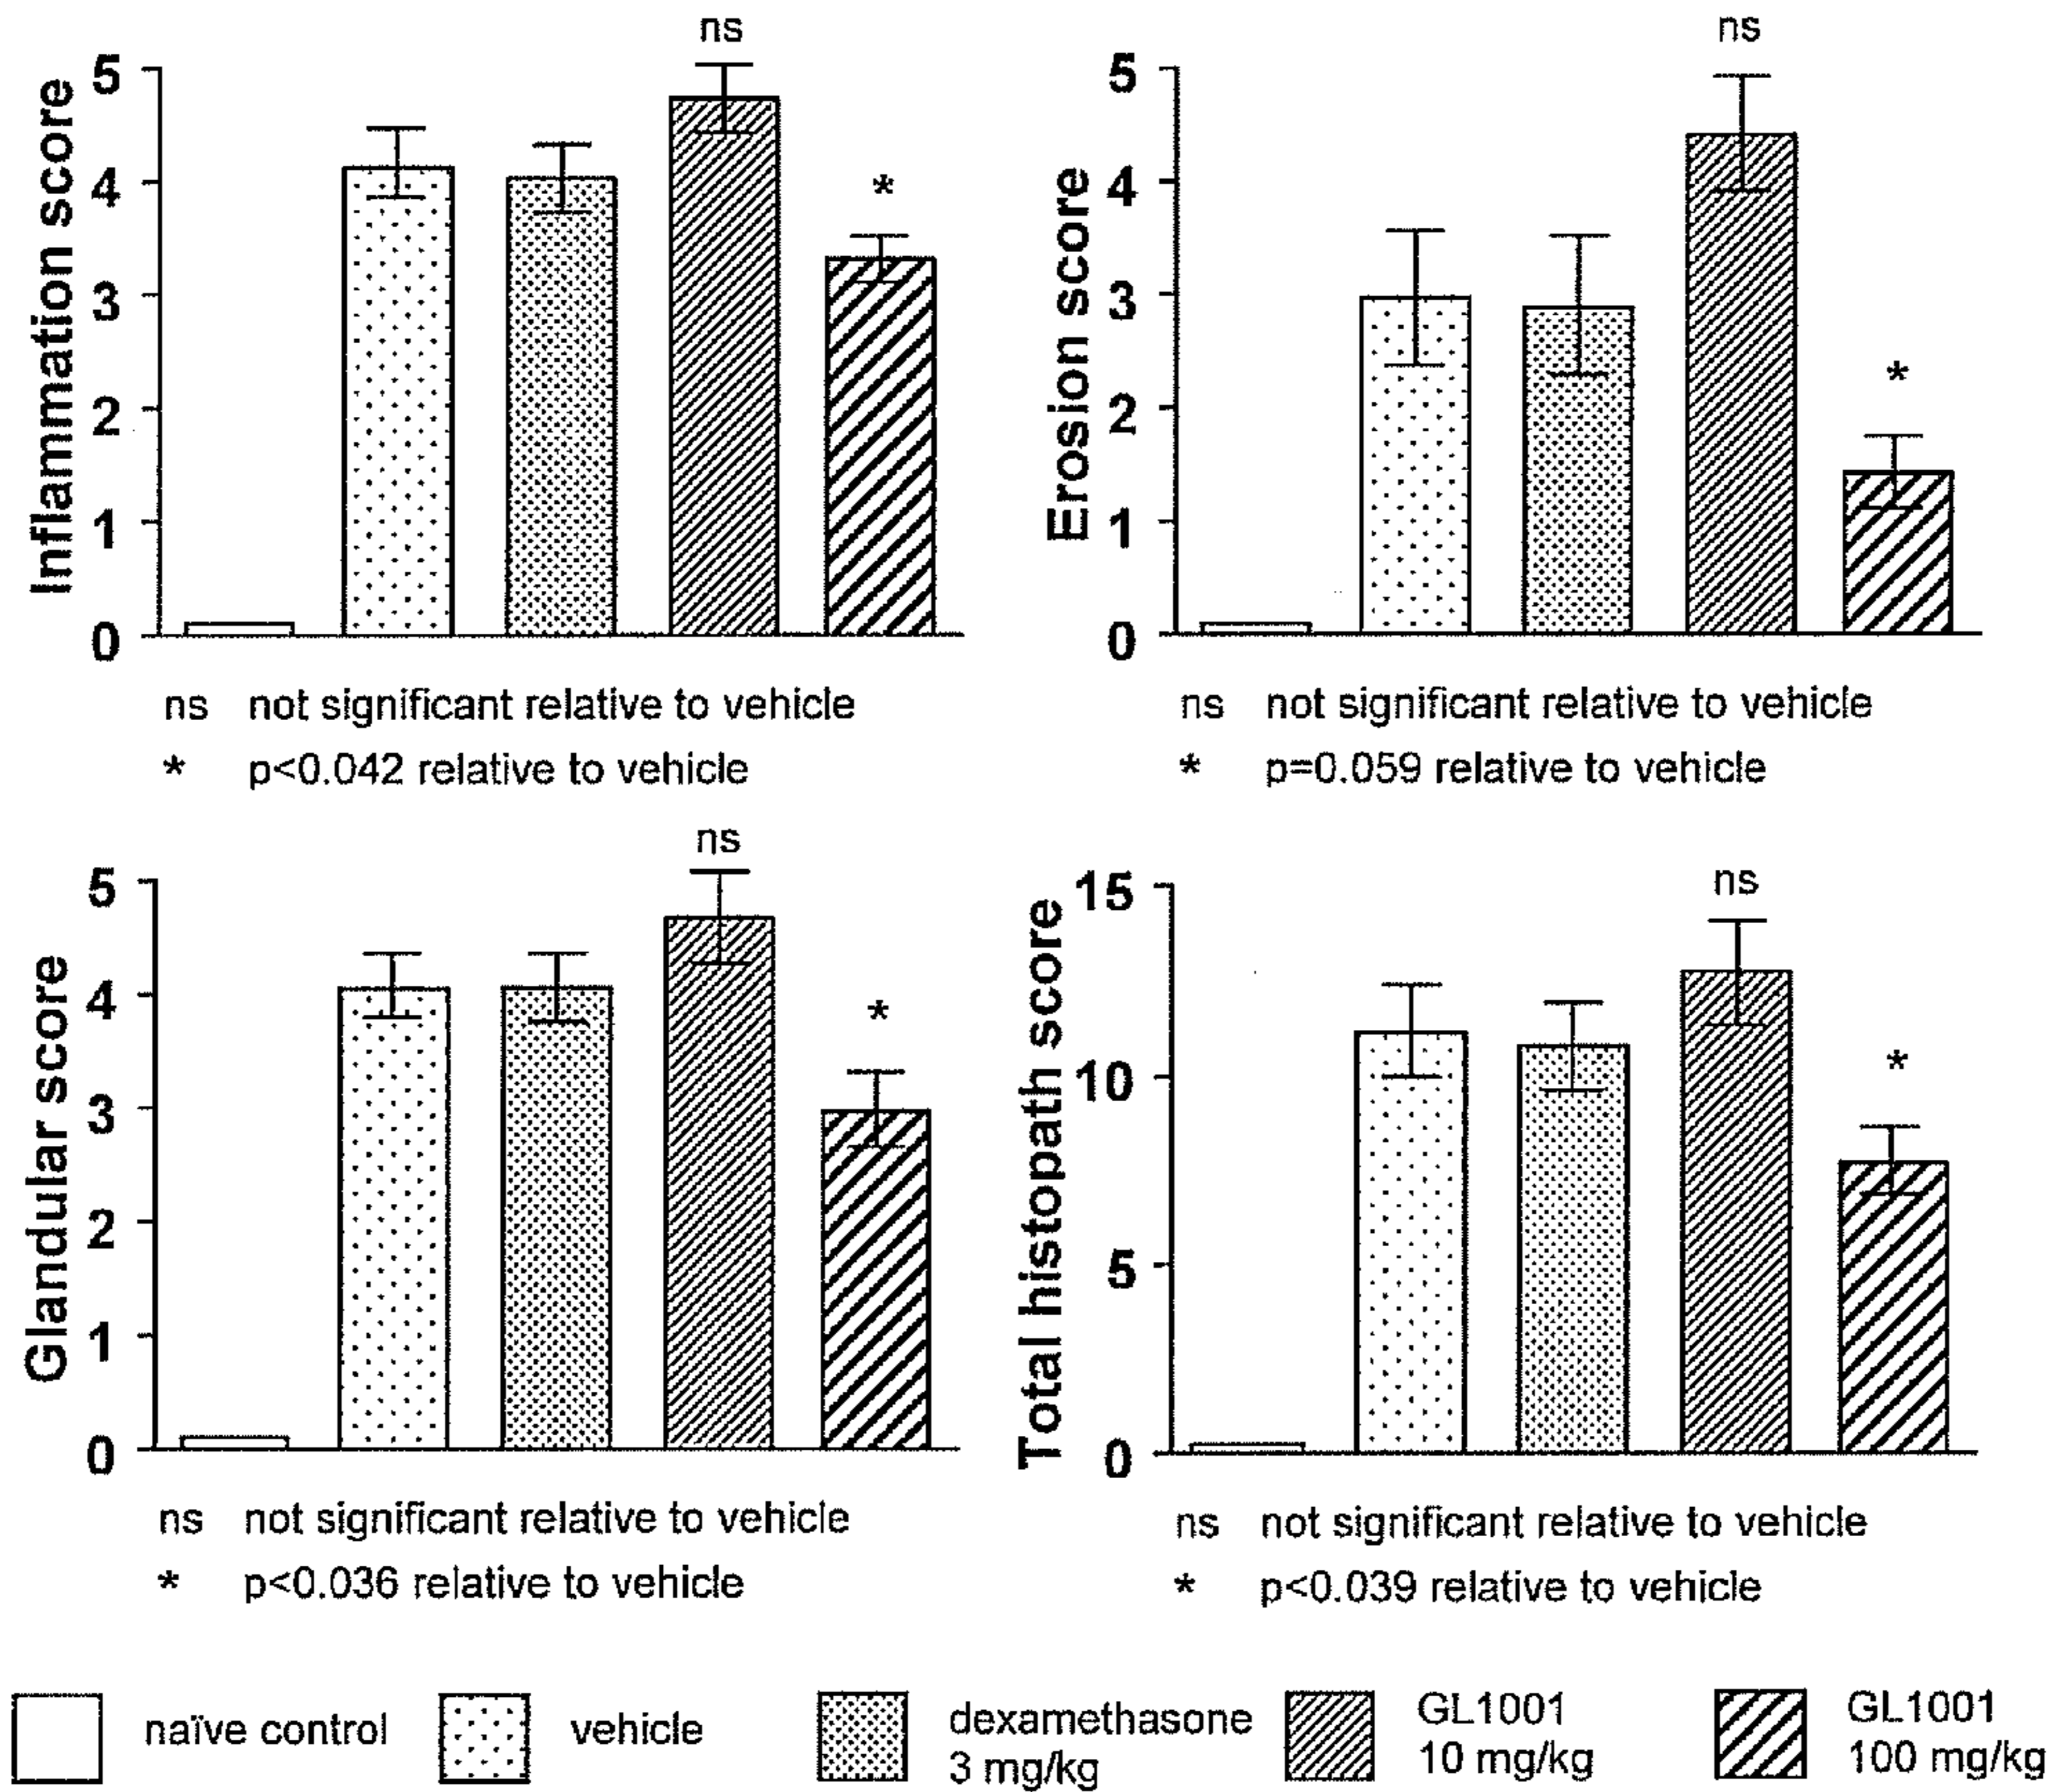 ns
Inflammation score
5
4
3
2
1
0
*
ns not significant relative to vehicle
* p<0.042 relative to vehicle
ns
Erosion score
5
4
3
2
1
0
*
ns not significant relative to vehicle
* p=0.059 relative to vehicle
ns
Glandular score
5
4
3
2
1
0
*
ns not significant relative to vehicle
* p<0.036 relative to vehicle
ns
Total histopath score
15
10
5
0
*
ns not significant relative to vehicle
* p<0.039 relative to vehicle
naïve control
vehicle
dexamethasone
3 mg/kg
GL1001
10 mg/kg
GL1001
100 mg/kg